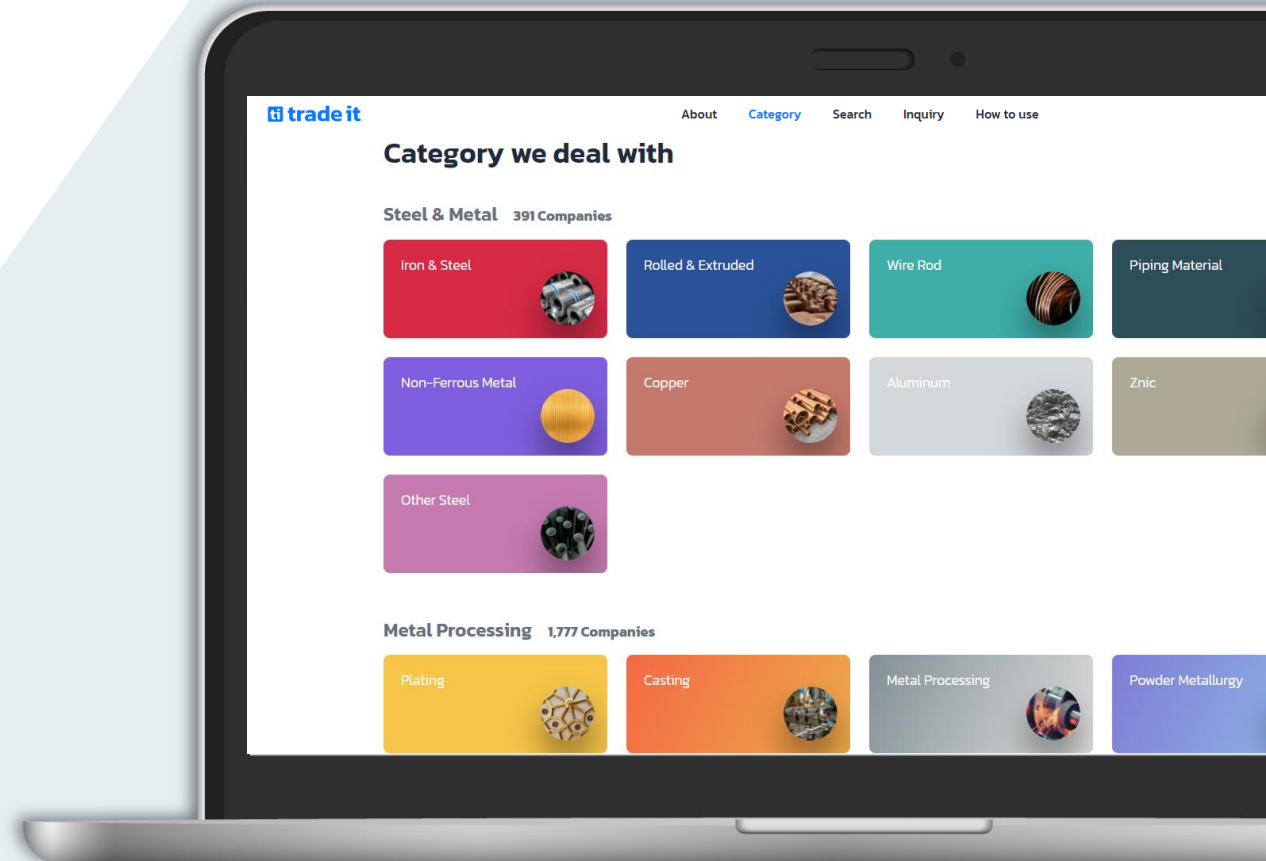 ti trade it
About Category Search Inquiry How to use
Category we deal with
Steel & Metal 391 Companies
Iron & Steel Rolled & Extruded Wire Rod Piping Material
Non-Ferrous Metal Copper Aluminum Znic
Other Steel
Metal Processing 1,777 Companies
Plating Casting Metal Processing Powder Metallurgy